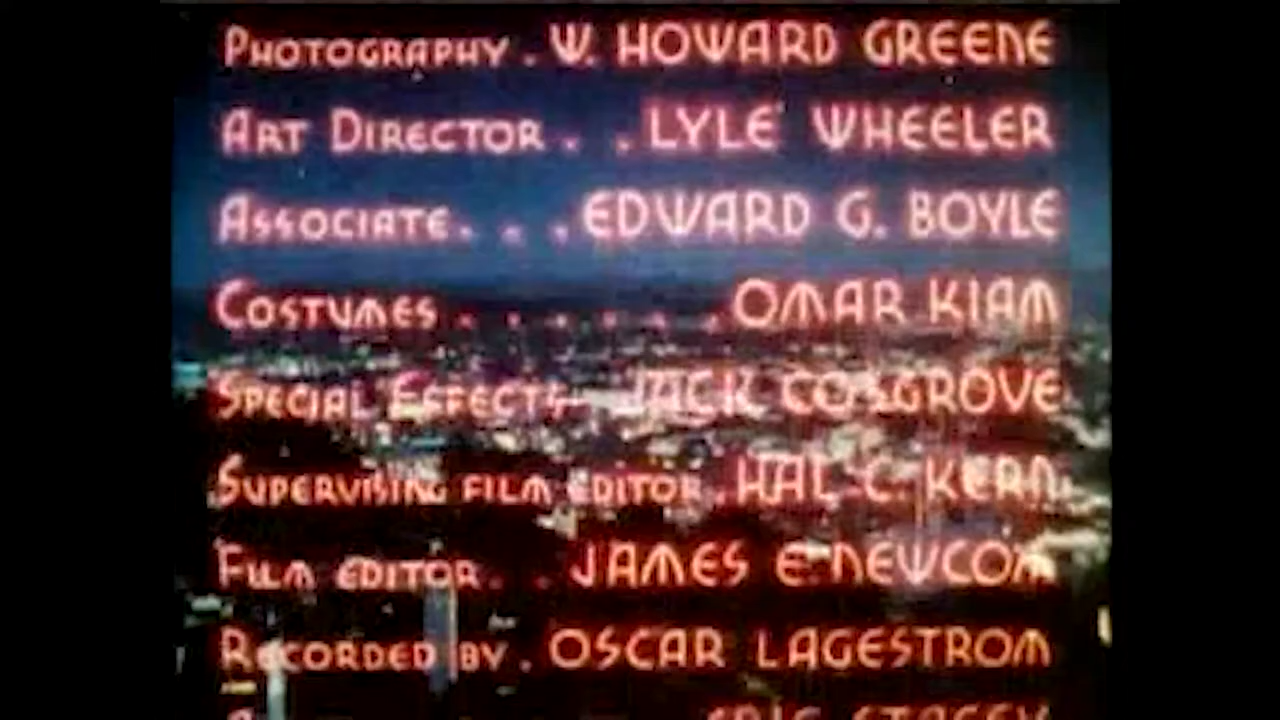 PHOTOGRAPHY . W. HOWARD GREENE
ART DIRECTOR . . LYLE WHEELER
ASSOCIATE . . . EDWARD G. BOYLE
COSTUMES . . . . . . OMAR KIAM
SPECIAL EFFECTS JACK COSGROVE
SUPERVISING FILM EDITOR . HAL C. KERN
FILM EDITOR . . JAMES E. NEWCOM
RECORDED BY . OSCAR LAGESTROM